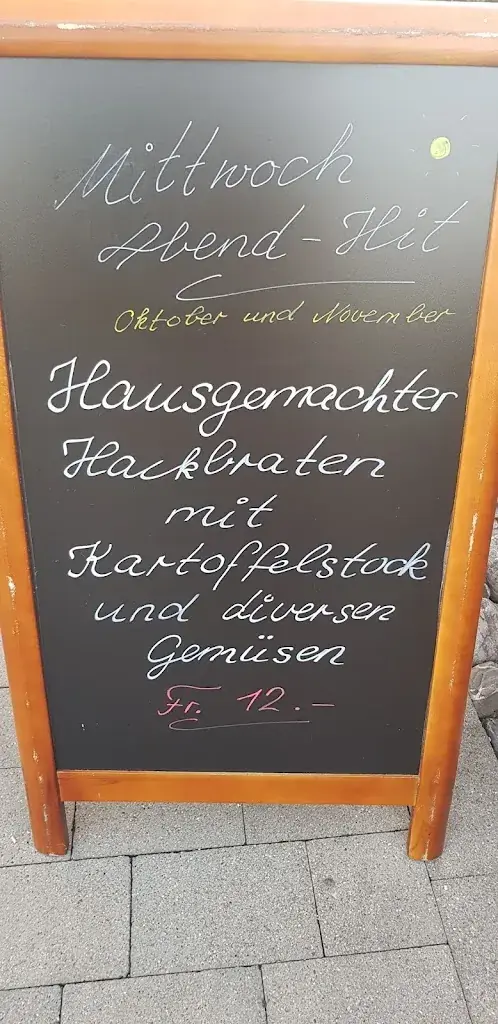 Mittwoch
Abend-Hit
Oktober und November
Hausgemachter
Hackbraten
mit
Kartoffelstock
und diversen
Gemüsen
Fr. 12.-